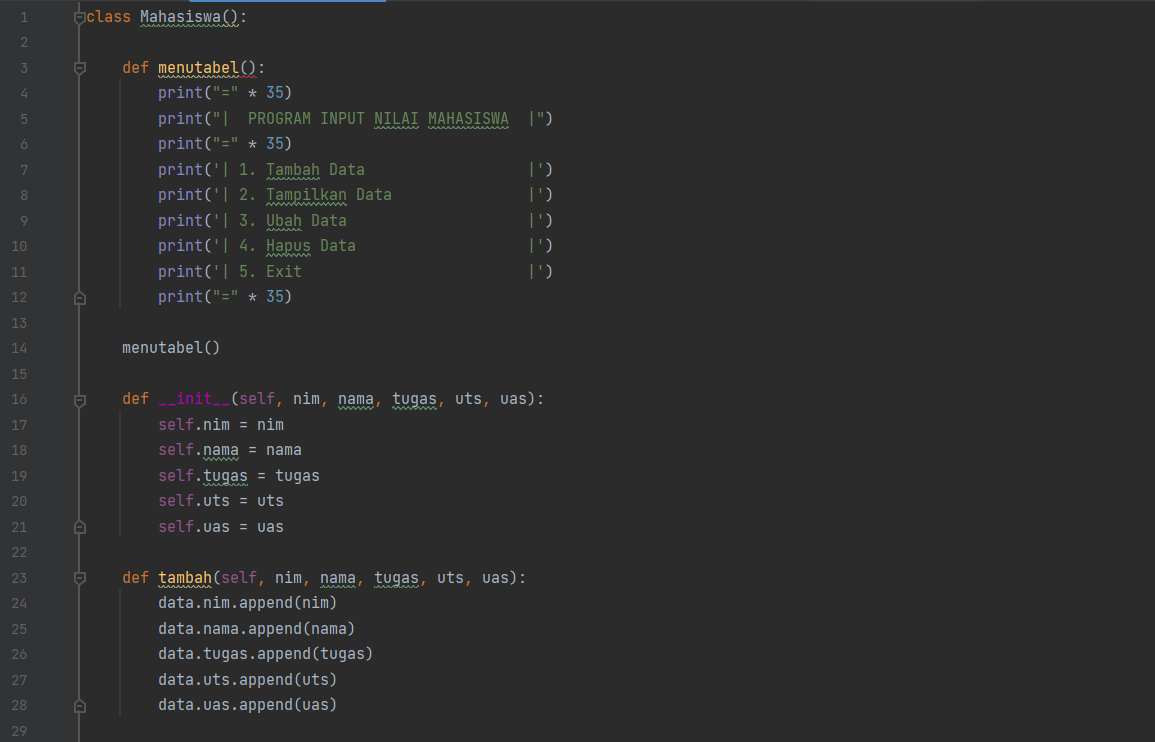 1 class Mahasiswa():
2
3     def menutabel():
4         print("=" * 35)
5         print("|  PROGRAM INPUT NILAI MAHASISWA  |")
6         print("=" * 35)
7         print('| 1. Tambah Data                  |')
8         print('| 2. Tampilkan Data               |')
9         print('| 3. Ubah Data                    |')
10         print('| 4. Hapus Data                   |')
11         print('| 5. Exit                         |')
12         print("=" * 35)
13
14     menutabel()
15
16     def __init__(self, nim, nama, tugas, uts, uas):
17         self.nim = nim
18         self.nama = nama
19         self.tugas = tugas
20         self.uts = uts
21         self.uas = uas
22
23     def tambah(self, nim, nama, tugas, uts, uas):
24         data.nim.append(nim)
25         data.nama.append(nama)
26         data.tugas.append(tugas)
27         data.uts.append(uts)
28         data.uas.append(uas)
29